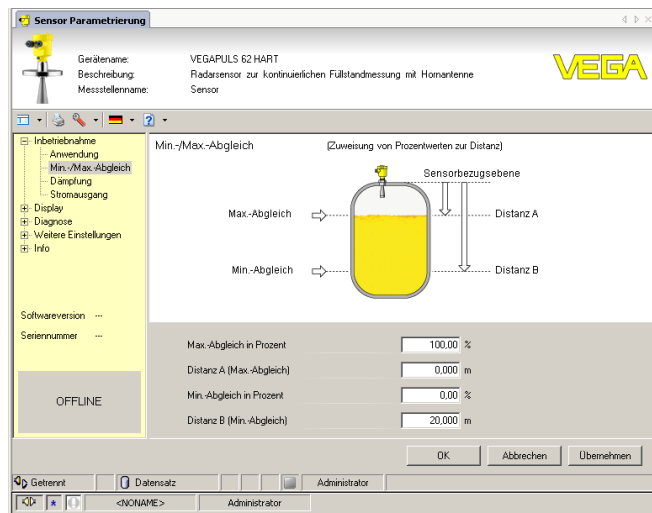 Sensor Parametrierung
Gerätename: VEGAPULS 62 HART
Beschreibung: Radarsensor zur kontinuierlichen Füllstandmessung mit Hornantenne
Messstellenname: Sensor
VEGA
Inbetriebnahme
Anwendung
Min.-/Max.-Abgleich
Dämpfung
Stromausgang
Display
Diagnose
Weitere Einstellungen
Info
Softwareversion ---
Seriennummer ---
OFFLINE
Min.-/Max.-Abgleich (Zuweisung von Prozentwerten zur Distanz)
Sensorbezugsebene
Max.-Abgleich
Distanz A
Min.-Abgleich
Distanz B
Max.-Abgleich in Prozent 100,00 %
Distanz A (Max.-Abgleich) 0,000 m
Min.-Abgleich in Prozent 0,00 %
Distanz B (Min.-Abgleich) 20,000 m
OK Abbrechen Übernehmen
Getrennt Datensatz Administrator
<NONAME> Administrator